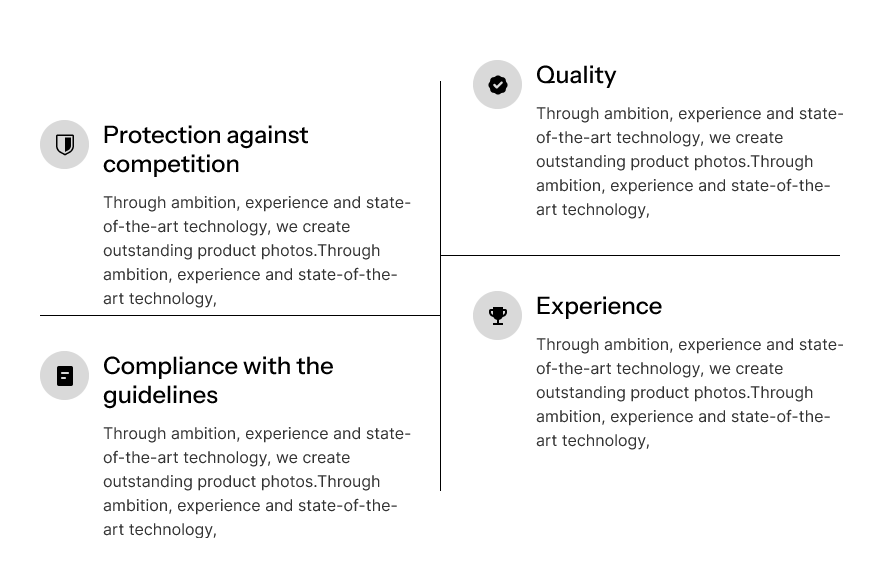 Protection against
competition
Through ambition, experience and state-
of-the-art technology, we create
outstanding product photos.Through
ambition, experience and state-of-the-
art technology,
Compliance with the
guidelines
Through ambition, experience and state-
of-the-art technology, we create
outstanding product photos.Through
ambition, experience and state-of-the-
art technology,
Quality
Through ambition, experience and state-
of-the-art technology, we create
outstanding product photos.Through
ambition, experience and state-of-the-
art technology,
Experience
Through ambition, experience and state-
of-the-art technology, we create
outstanding product photos.Through
ambition, experience and state-of-the-
art technology,